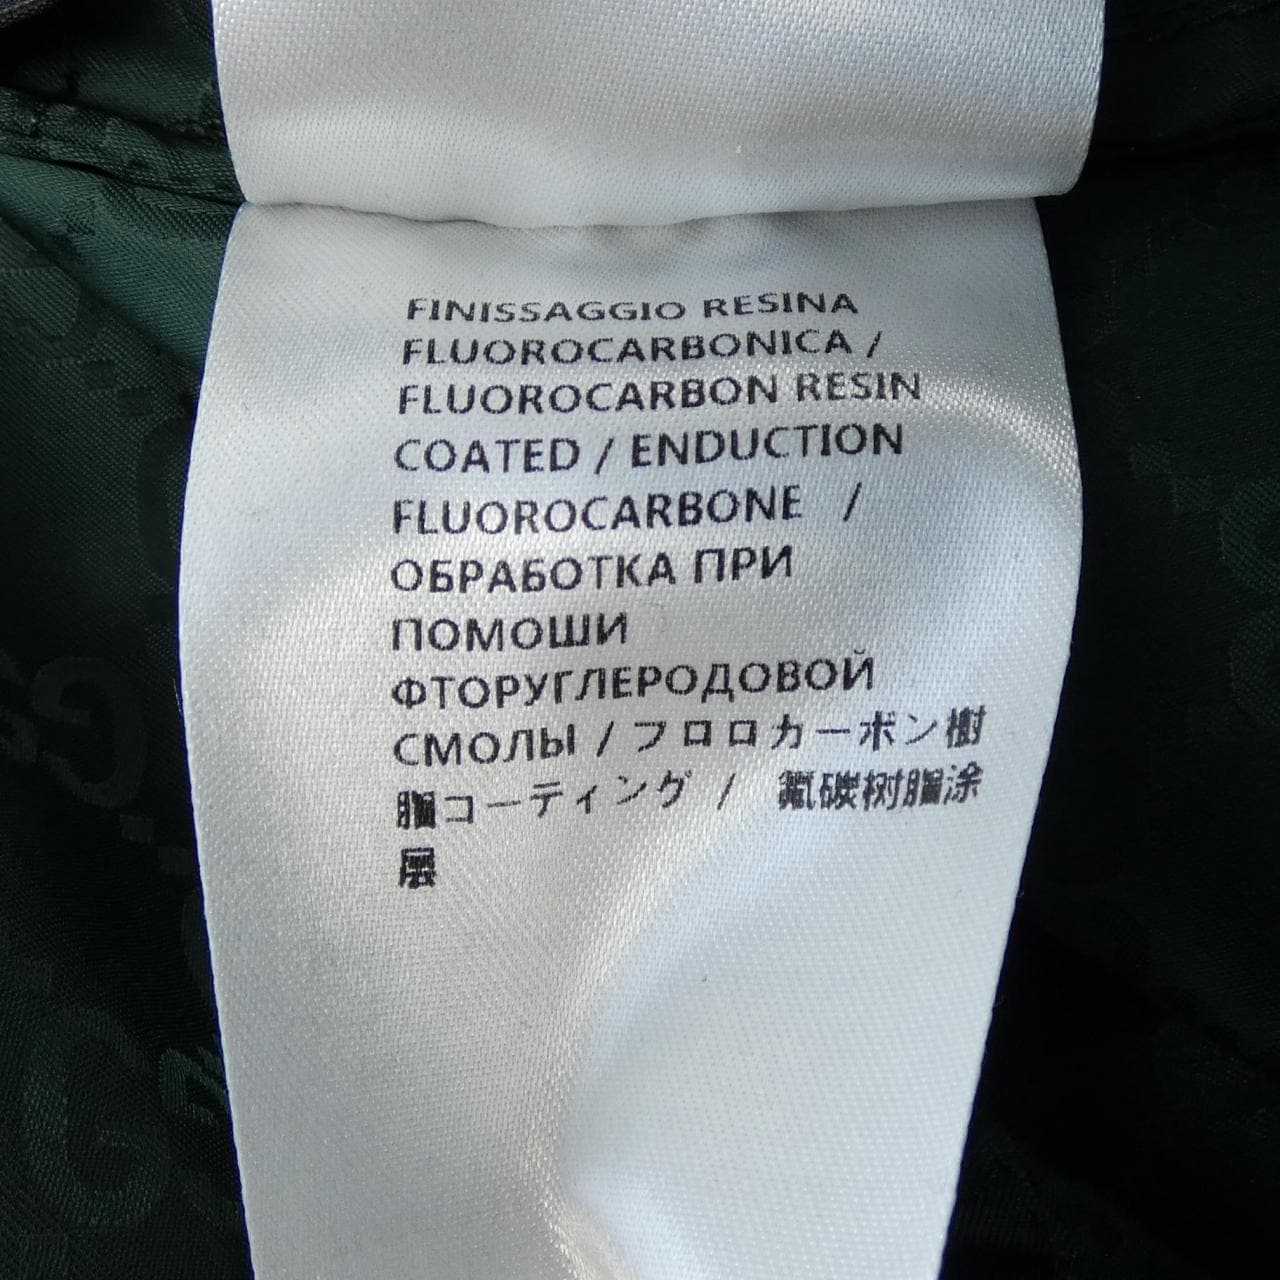 FINISSAGGIO RESINA
FLUOROCARBONICA /
FLUOROCARBON RESIN
COATED / ENDUCTION
FLUOROCARBONE /
ОБРАБОТКА ПРИ
ПОМОШИ
ФТОРУГЛЕРОДОВОЙ
СМОЛЫ / フロロカーボン樹
脂コーティング / 氟碳树脂涂
层